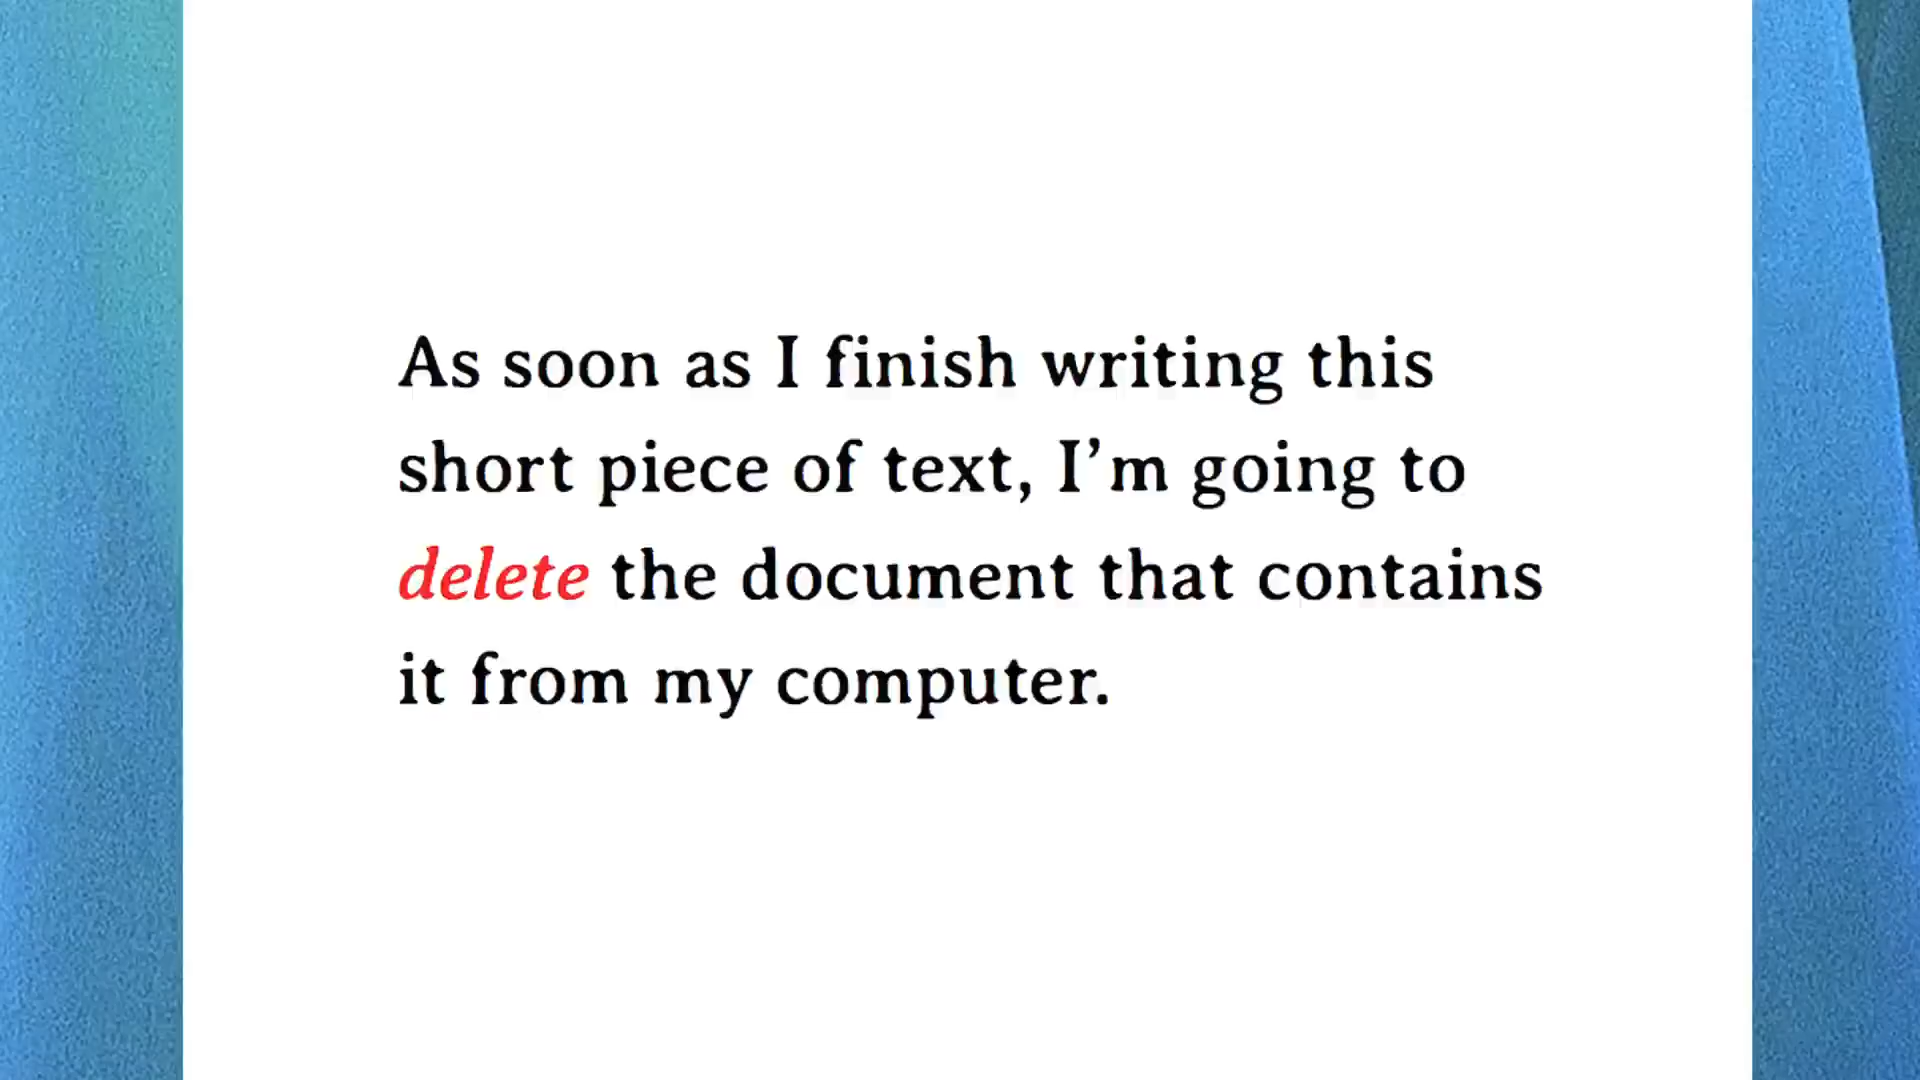 As soon as I finish writing this
short piece of text, I’m going to
delete the document that contains
it from my computer.